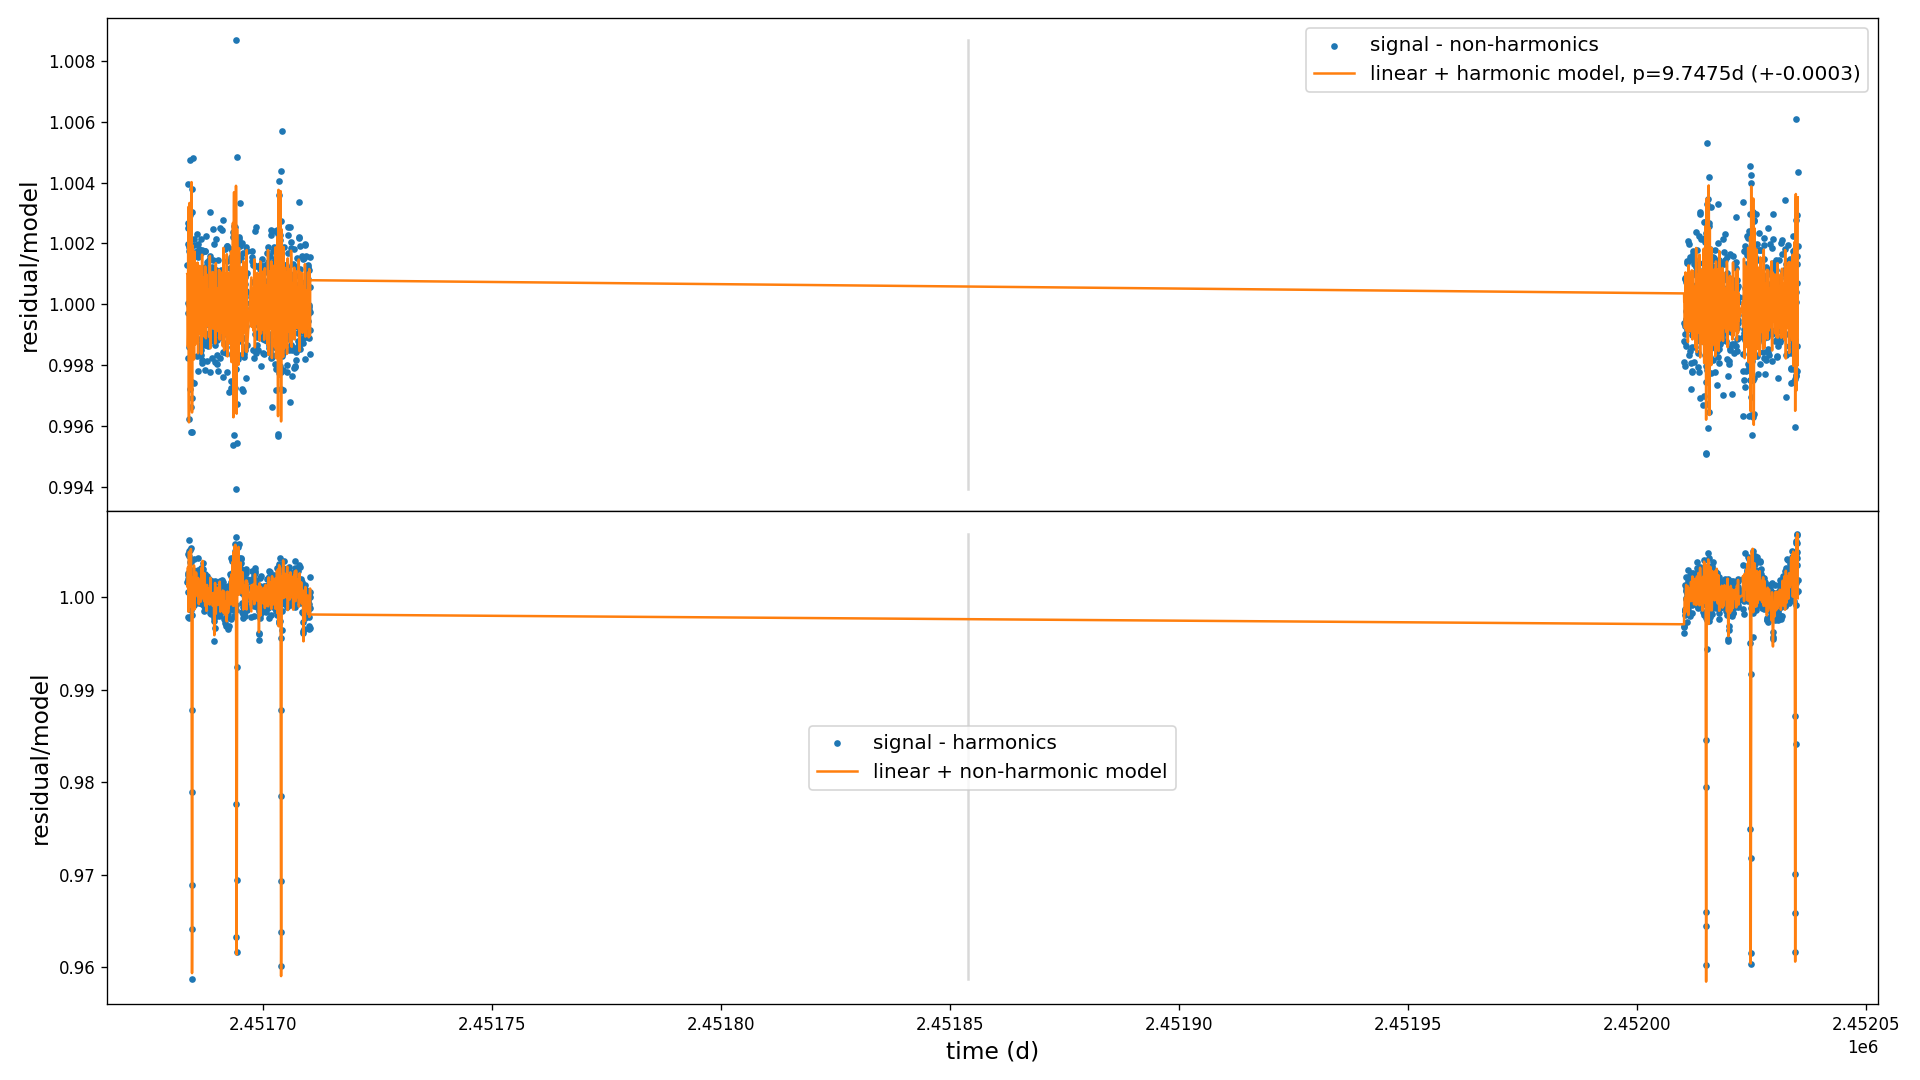 signal - non-harmonics
linear + harmonic model, p=9.7475d (+-0.0003)
1.008
1.006
1.004
1.002
1.000
0.998
0.996
0.994
residual/model
1.00
0.99
0.98
0.97
0.96
residual/model
signal - harmonics
linear + non-harmonic model
2.45170 2.45175 2.45180 2.45185 2.45190 2.45195 2.45200 2.45205
1e6
time (d)